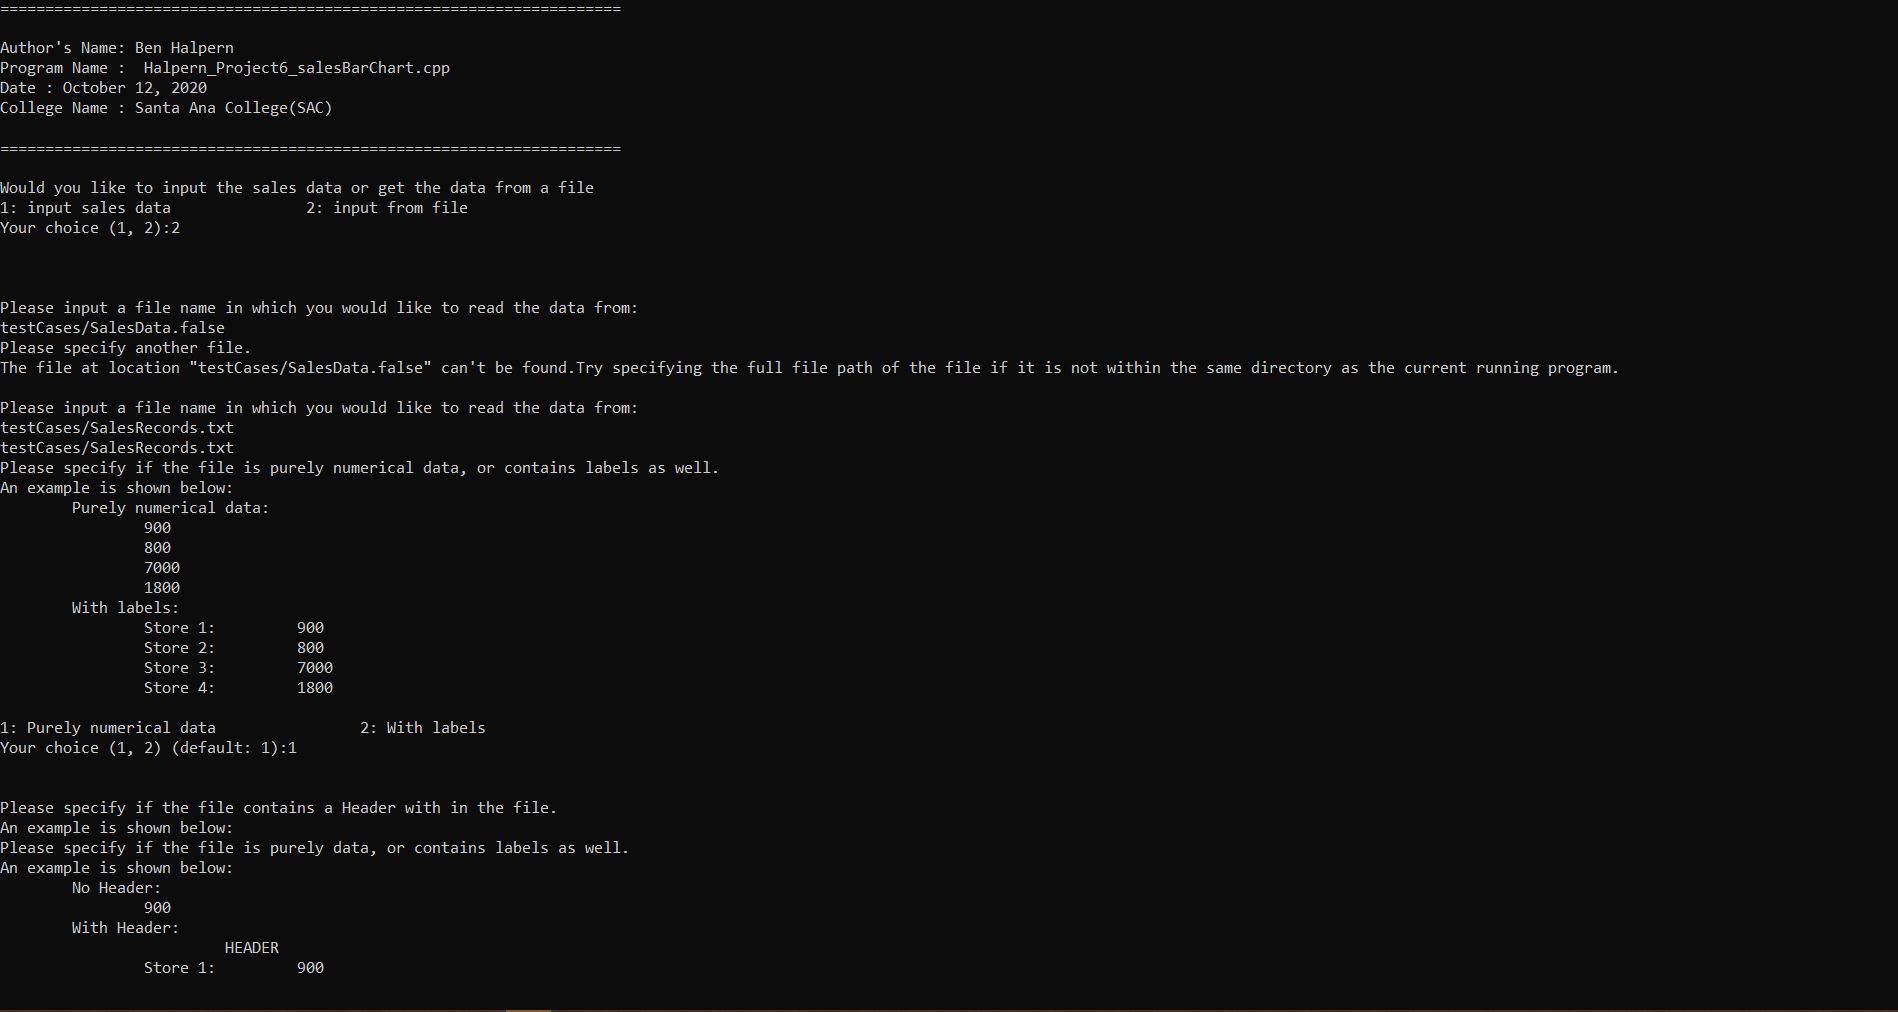 =====================================================================
Author's Name: Ben Halpern
Program Name :  Halpern_Project6_salesBarChart.cpp
Date : October 12, 2020
College Name : Santa Ana College(SAC)
=====================================================================
Would you like to input the sales data or get the data from a file
1: input sales data               2: input from file
Your choice (1, 2):2
Please input a file name in which you would like to read the data from:
testCases/SalesData.false
Please specify another file.
The file at location "testCases/SalesData.false" can't be found.Try specifying the full file path of the file if it is not within the same directory as the current running program.
Please input a file name in which you would like to read the data from:
testCases/SalesRecords.txt
testCases/SalesRecords.txt
Please specify if the file is purely numerical data, or contains labels as well.
An example is shown below:
        Purely numerical data:
                900
                800
                7000
                1800
        With labels:
                Store 1:         900
                Store 2:         800
                Store 3:         7000
                Store 4:         1800
1: Purely numerical data                2: With labels
Your choice (1, 2) (default: 1):1
Please specify if the file contains a Header with in the file.
An example is shown below:
Please specify if the file is purely data, or contains labels as well.
An example is shown below:
        No Header:
                900
        With Header:
                         HEADER
                Store 1:         900